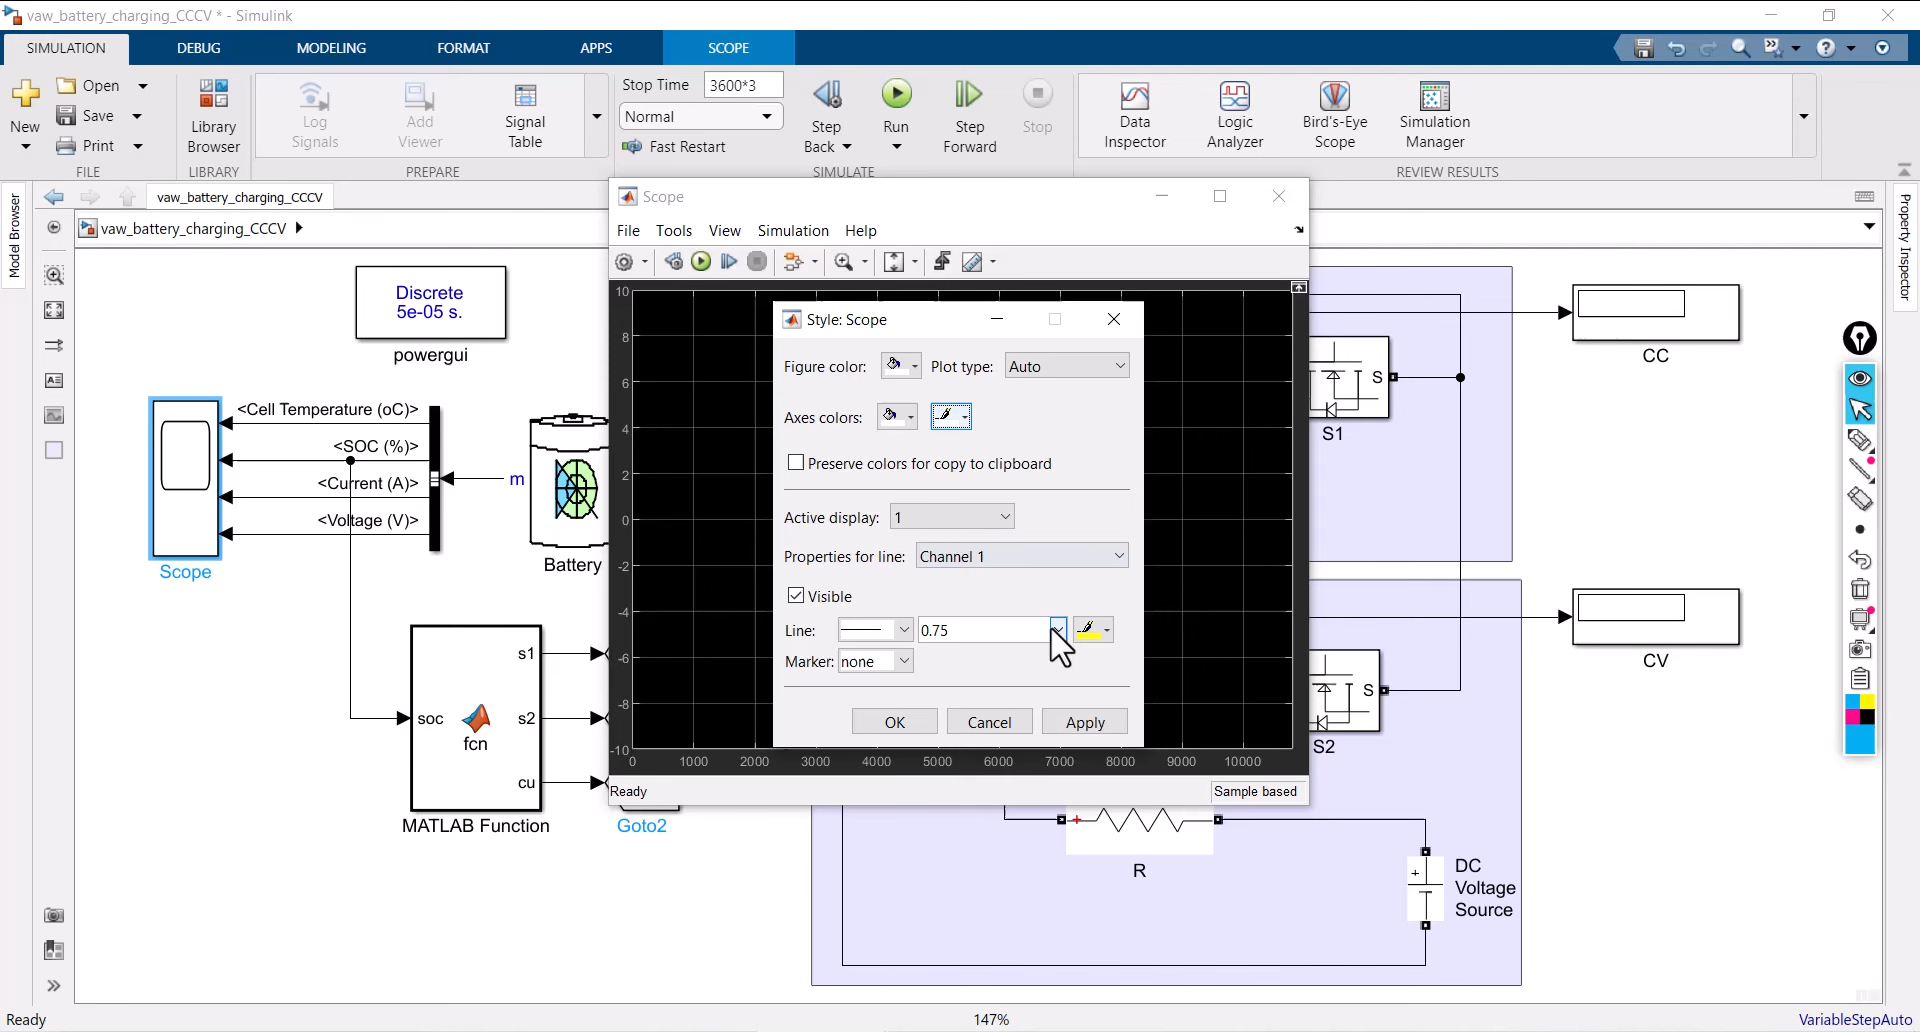 vaw_battery_charging_CCCV * - Simulink
SIMULATION
DEBUG
MODELING
FORMAT
APPS
SCOPE
New
Open
Save
Print
FILE
Library
Browser
LIBRARY
Log
Signals
Add
Viewer
Signal
Table
PREPARE
Stop Time
3600*3
Normal
Fast Restart
Step
Back
Run
Step
Forward
Stop
SIMULATE
Data
Inspector
Logic
Analyzer
Bird's-Eye
Scope
Simulation
Manager
REVIEW RESULTS
Model Browser
vaw_battery_charging_CCCV
vaw_battery_charging_CCCV
Property Inspector
Discrete
5e-05 s.
powergui
<Cell Temperature (oC)>
<SOC (%)>
<Current (A)>
<Voltage (V)>
m
Scope
Battery
soc
fcn
s1
s2
cu
MATLAB Function
Goto2
Scope
File
Tools
View
Simulation
Help
10
8
6
4
2
0
-2
-4
-6
-8
-10
0
1000
2000
3000
4000
5000
6000
7000
8000
9000
10000
Ready
Sample based
Style: Scope
Figure color:
Plot type:
Auto
Axes colors:
Preserve colors for copy to clipboard
Active display:
1
Properties for line:
Channel 1
Visible
Line:
0.75
Marker:
none
OK
Cancel
Apply
S
S1
S
S2
CC
CV
+
R
+
DC
Voltage
Source
Ready
147%
VariableStepAuto